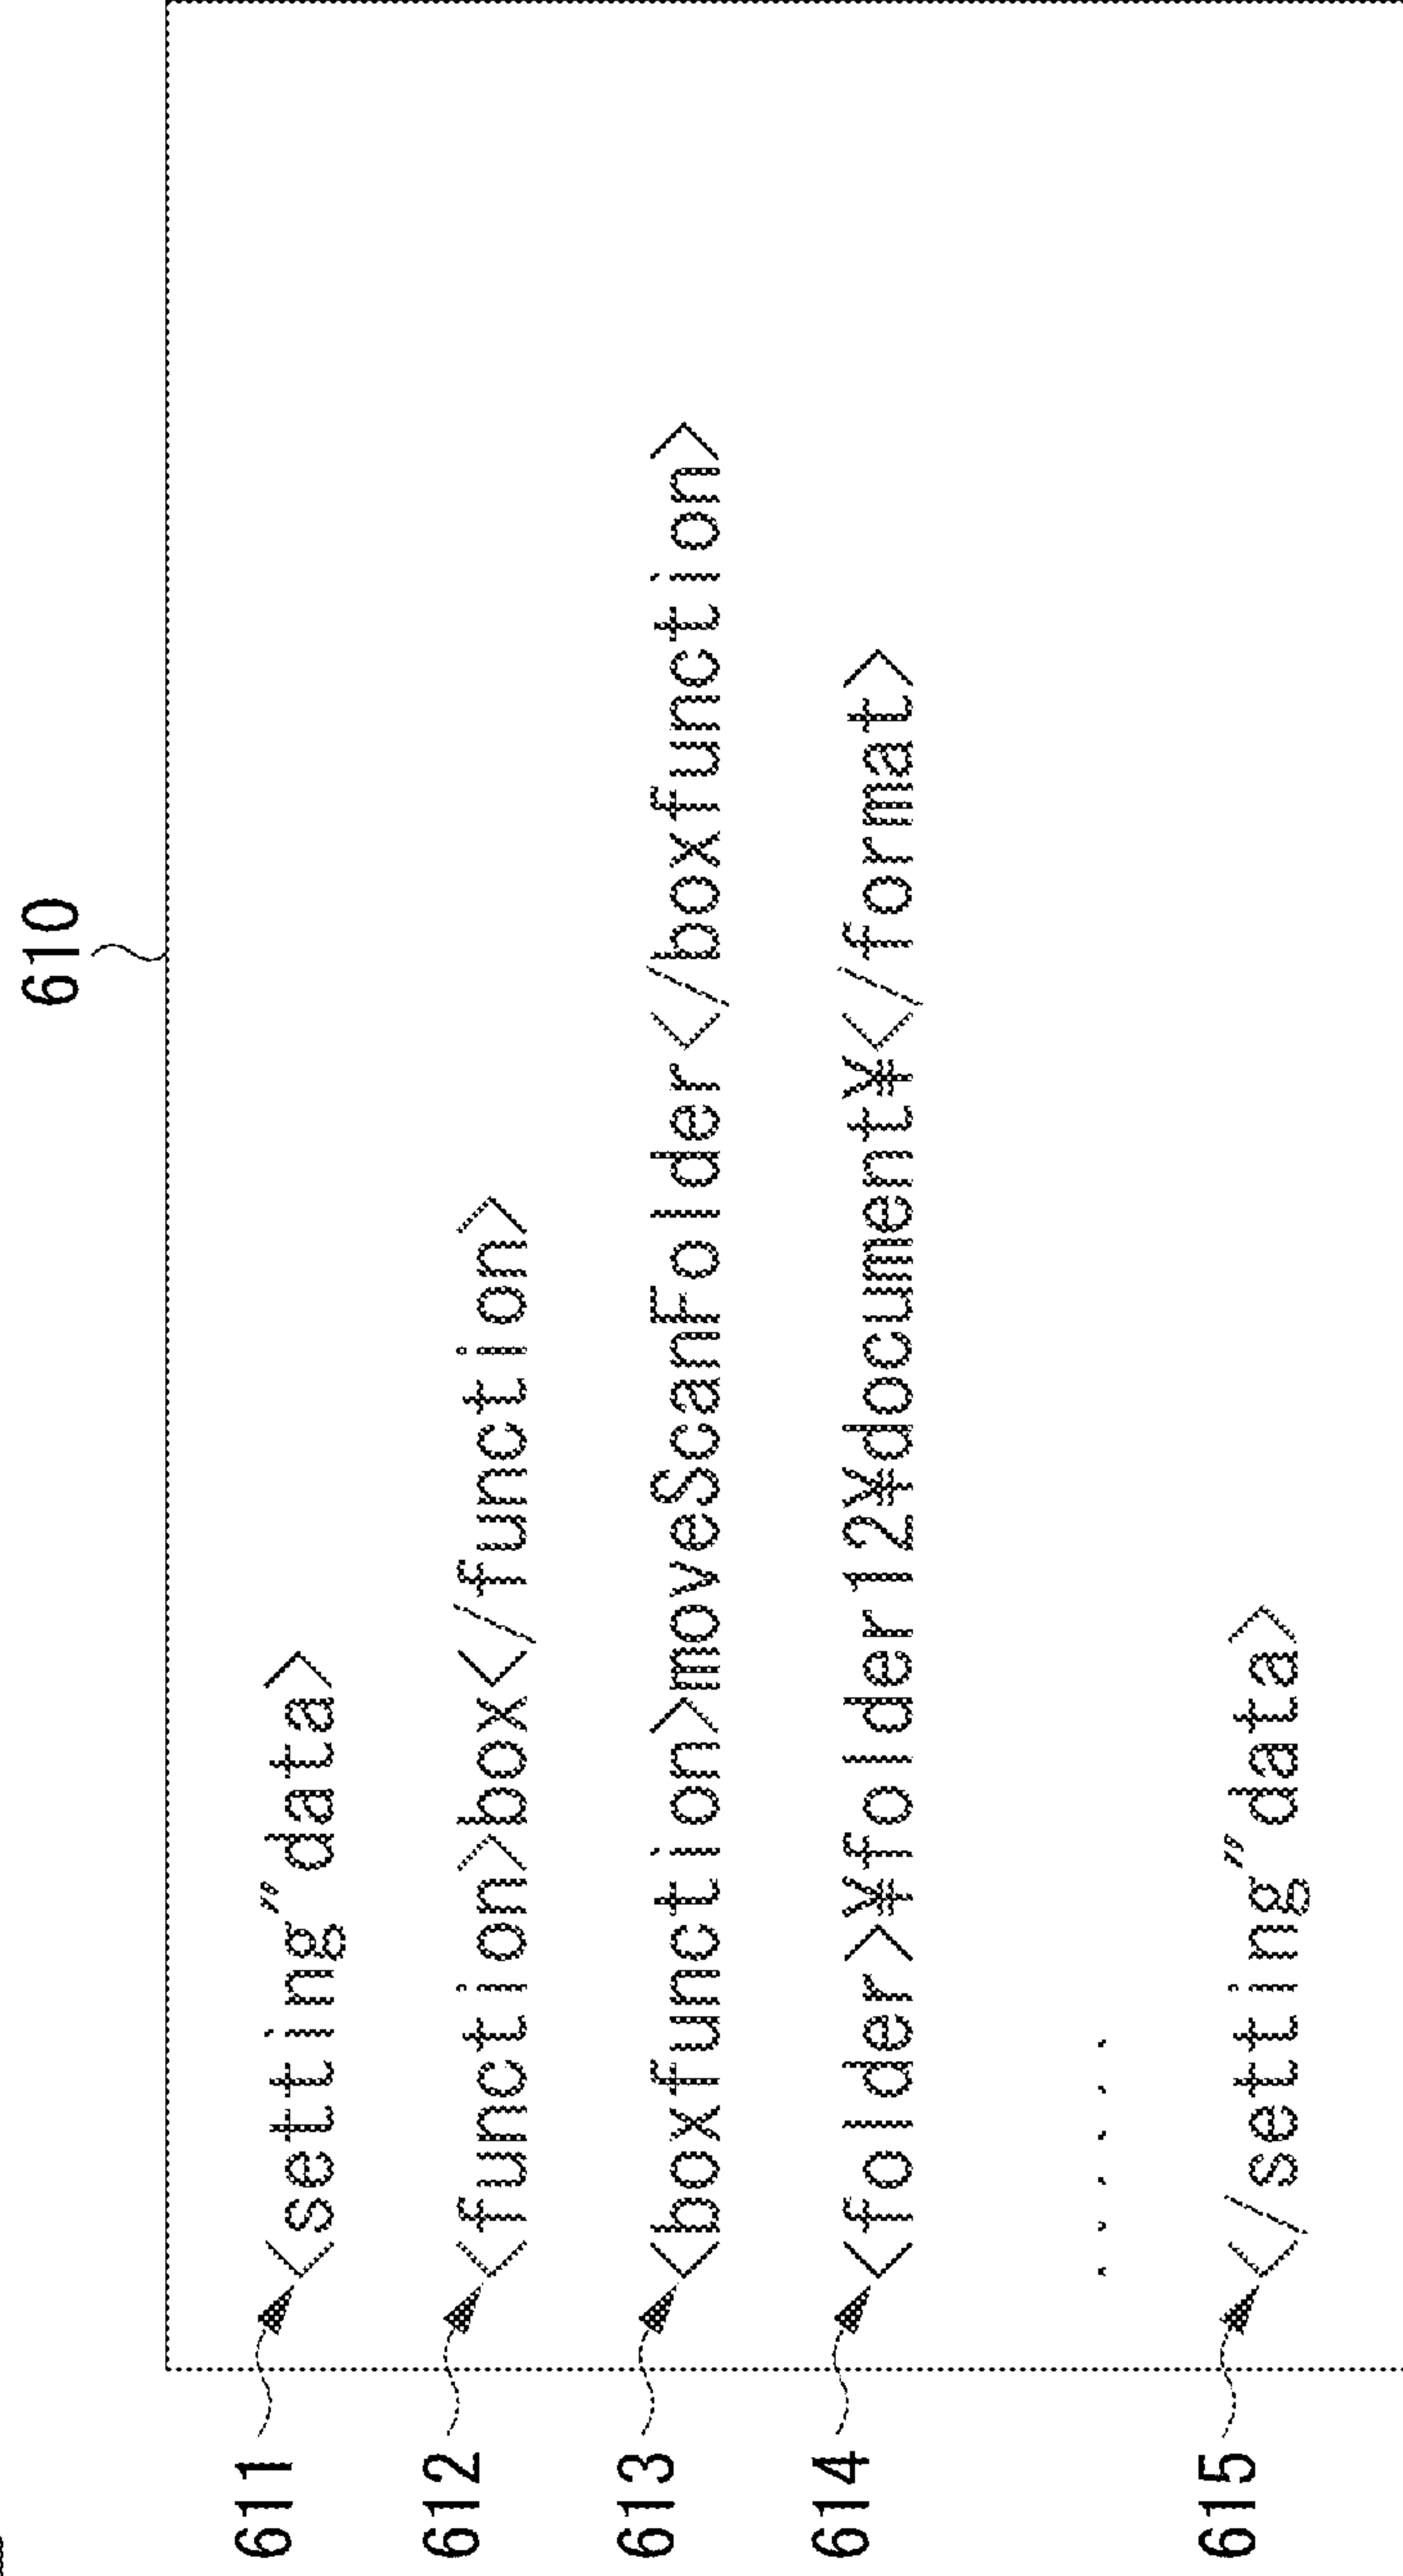 610
611 <setting"data>
612 <function>box</function>
613 <boxfunction>moveScanFolder</boxfunction>
614 <folder>¥folder12¥document¥</format>
......
615 </setting"data>